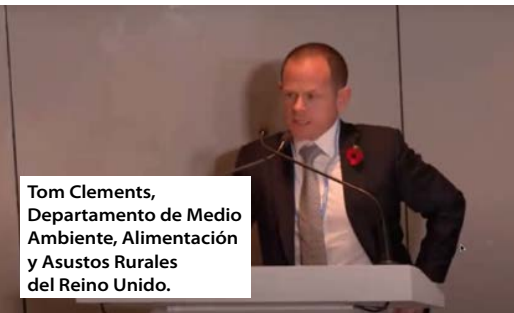 Tom Clements,
Departamento de Medio
Ambiente, Alimentación
y Asustos Rurales
del Reino Unido.